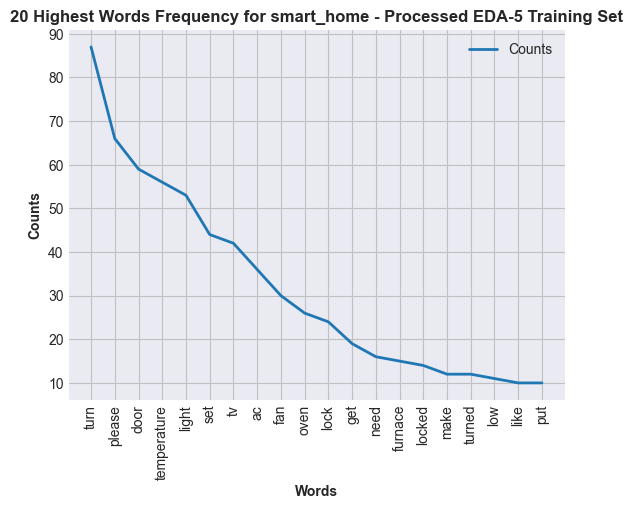 20 Highest Words Frequency for smart_home - Processed EDA-5 Training Set
Counts
90
80
70
60
50
40
30
20
10
Counts
turn
please
door
temperature
light
set
tv
ac
fan
oven
lock
get
need
furnace
locked
make
turned
low
like
put
Words